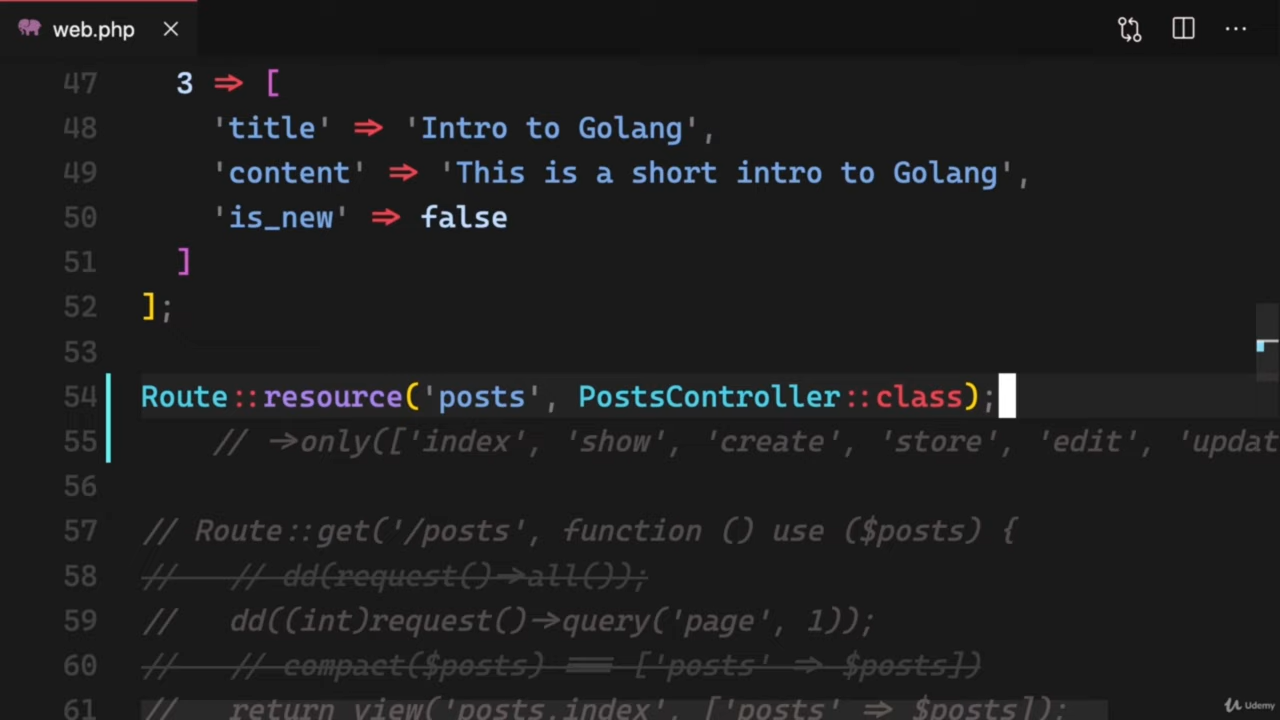 web.php
47 3 => [
48 'title' => 'Intro to Golang',
49 'content' => 'This is a short intro to Golang',
50 'is_new' => false
51 ]
52 ];
53
54 Route::resource('posts', PostsController::class);
55 // ->only(['index', 'show', 'create', 'store', 'edit', 'updat
56
57 // Route::get('/posts', function () use ($posts) {
58 // // dd(request()->all());
59 // dd((int)request()->query('page', 1));
60 // // compact($posts) === ['posts' => $posts])
61 // return view('posts.index', ['posts' => $posts]);
Udemy